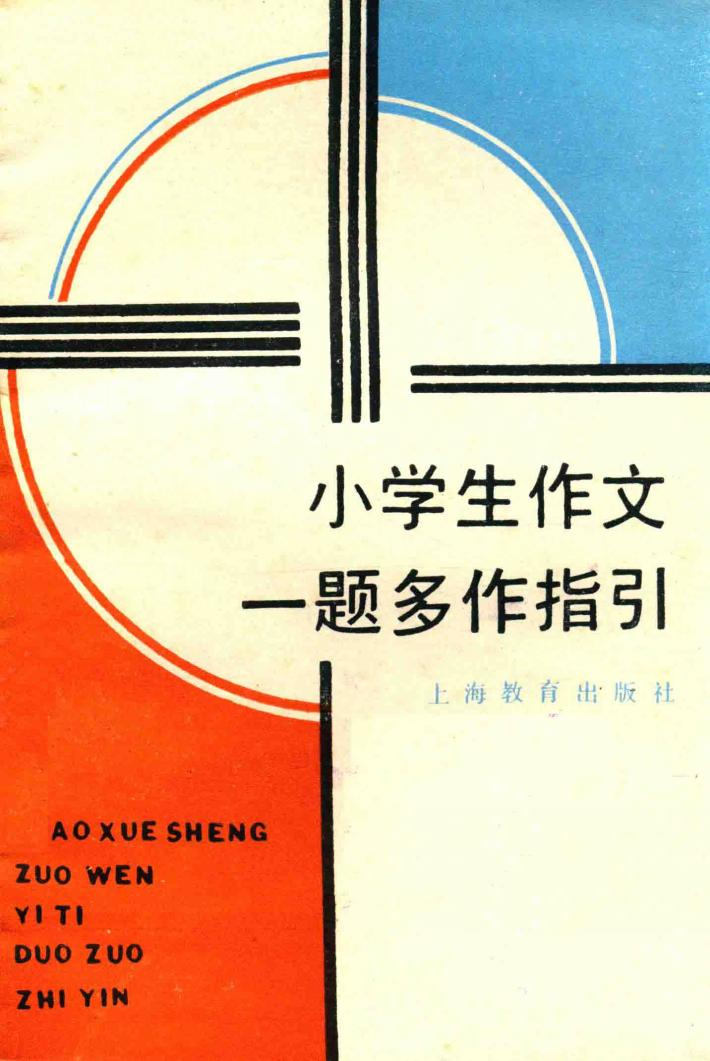 小学生作文
一题多作指引
上海教育出版社
AO XUE SHENG
ZUO WEN
YI TI
DUO ZUO
ZHI YIN